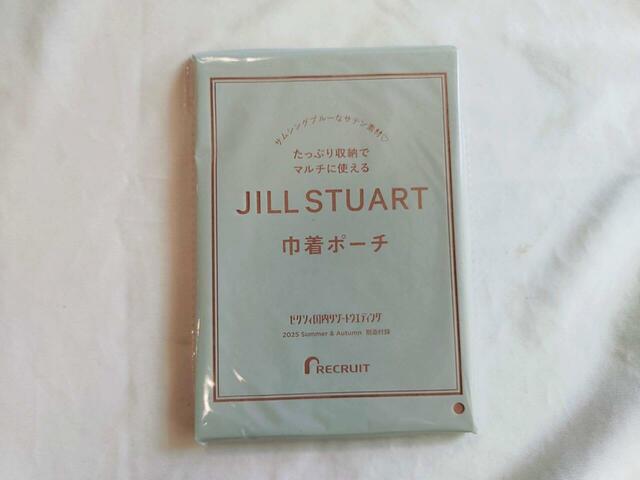 サムシングブルーなサテン素材♡
たっぷり収納で
マルチに使える
JILL STUART
巾着ポーチ
ゼクシィ国内リゾートウエディング
2025 Summer & Autumn 別冊付録
RECRUIT